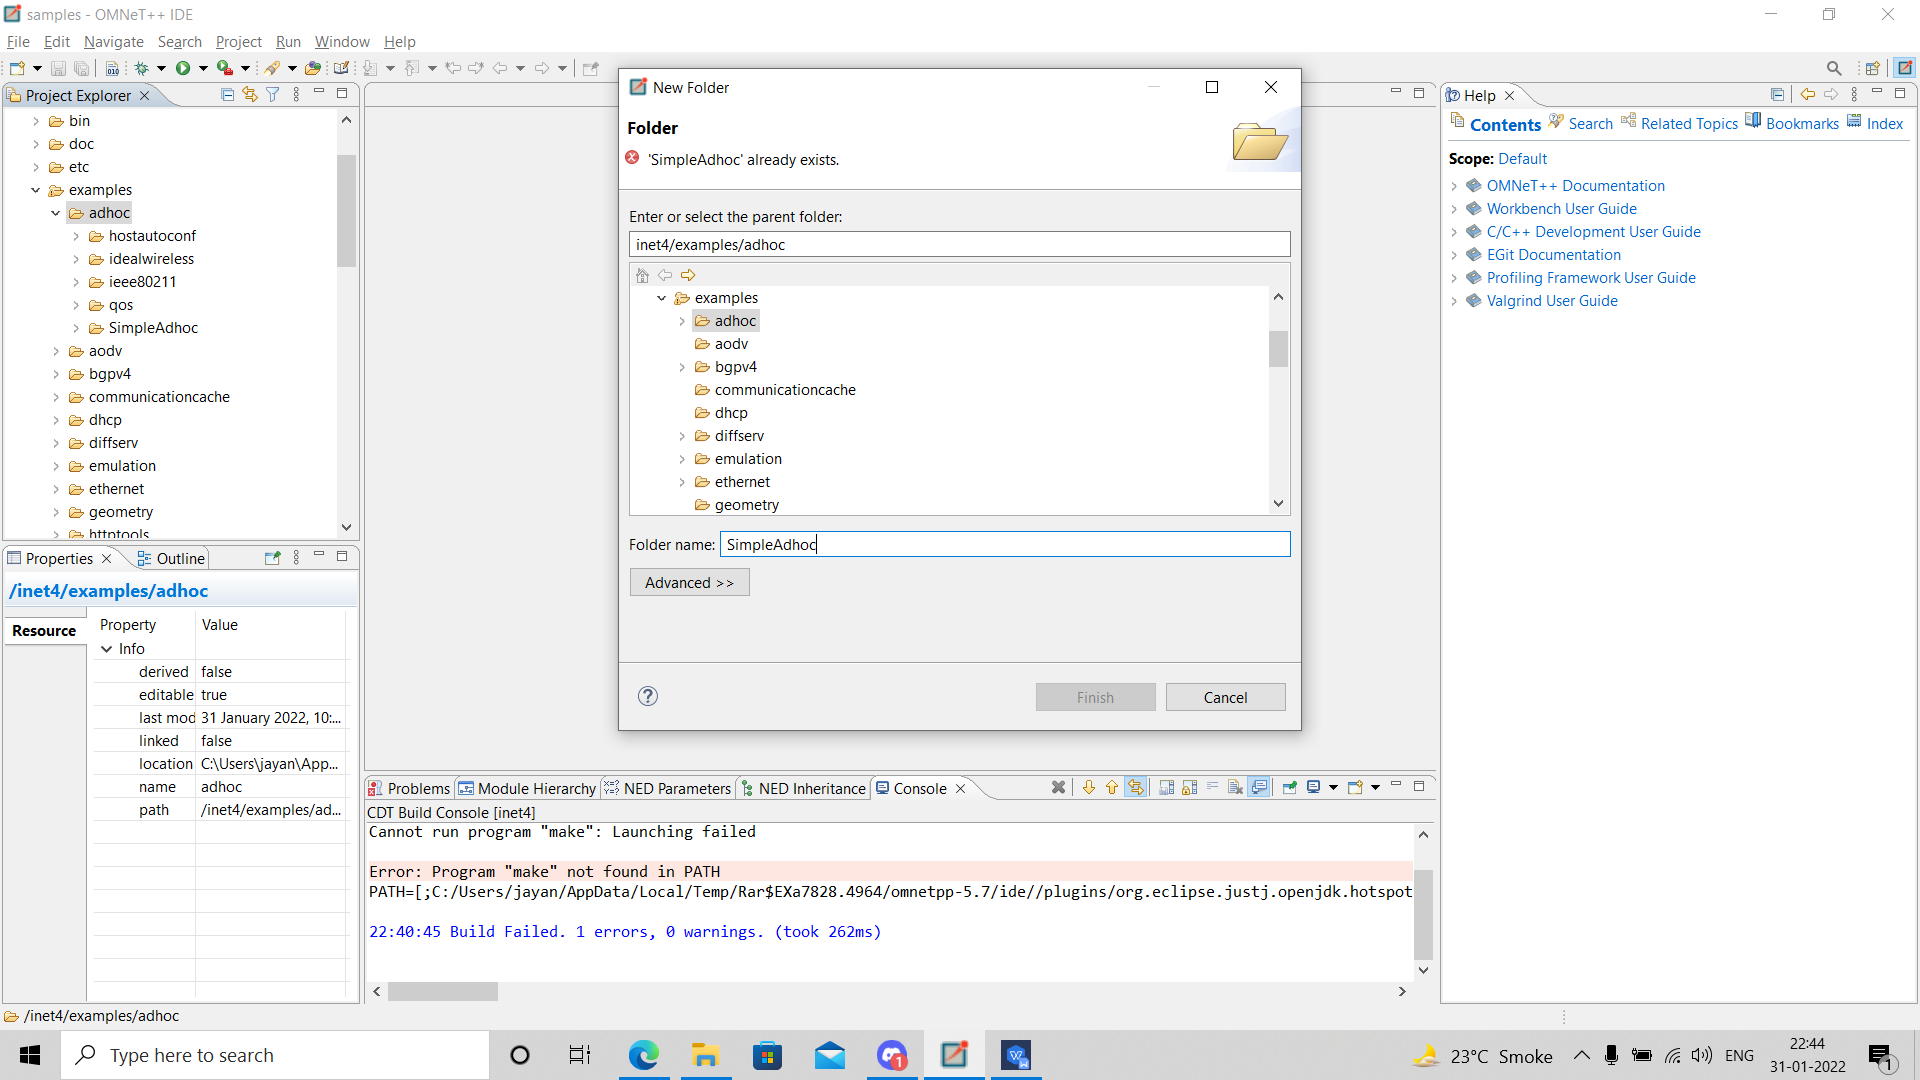 samples - OMNeT++ IDE
File Edit Navigate Search Project Run Window Help
Project Explorer
bin
doc
etc
examples
adhoc
hostautoconf
idealwireless
ieee80211
qos
SimpleAdhoc
aodv
bgpv4
communicationcache
dhcp
diffserv
emulation
ethernet
geometry
httptools
Properties
Outline
/inet4/examples/adhoc
Resource
Property Value
Info
derived false
editable true
last mod 31 January 2022, 10:...
linked false
location C:\Users\jayan\App...
name adhoc
path /inet4/examples/ad...
New Folder
Folder
'SimpleAdhoc' already exists.
Enter or select the parent folder:
inet4/examples/adhoc
examples
adhoc
aodv
bgpv4
communicationcache
dhcp
diffserv
emulation
ethernet
geometry
Folder name: SimpleAdhoc
Advanced >>
Finish Cancel
Problems Module Hierarchy NED Parameters NED Inheritance Console
CDT Build Console [inet4]
Cannot run program "make": Launching failed
Error: Program "make" not found in PATH
PATH=[;C:/Users/jayan/AppData/Local/Temp/Rar$EXa7828.4964/omnetpp-5.7/ide//plugins/org.eclipse.justj.openjdk.hotspot
22:40:45 Build Failed. 1 errors, 0 warnings. (took 262ms)
Help
Contents Search Related Topics Bookmarks Index
Scope: Default
OMNeT++ Documentation
Workbench User Guide
C/C++ Development User Guide
EGit Documentation
Profiling Framework User Guide
Valgrind User Guide
/inet4/examples/adhoc
Type here to search
1
23°C Smoke
ENG
22:44
31-01-2022
1